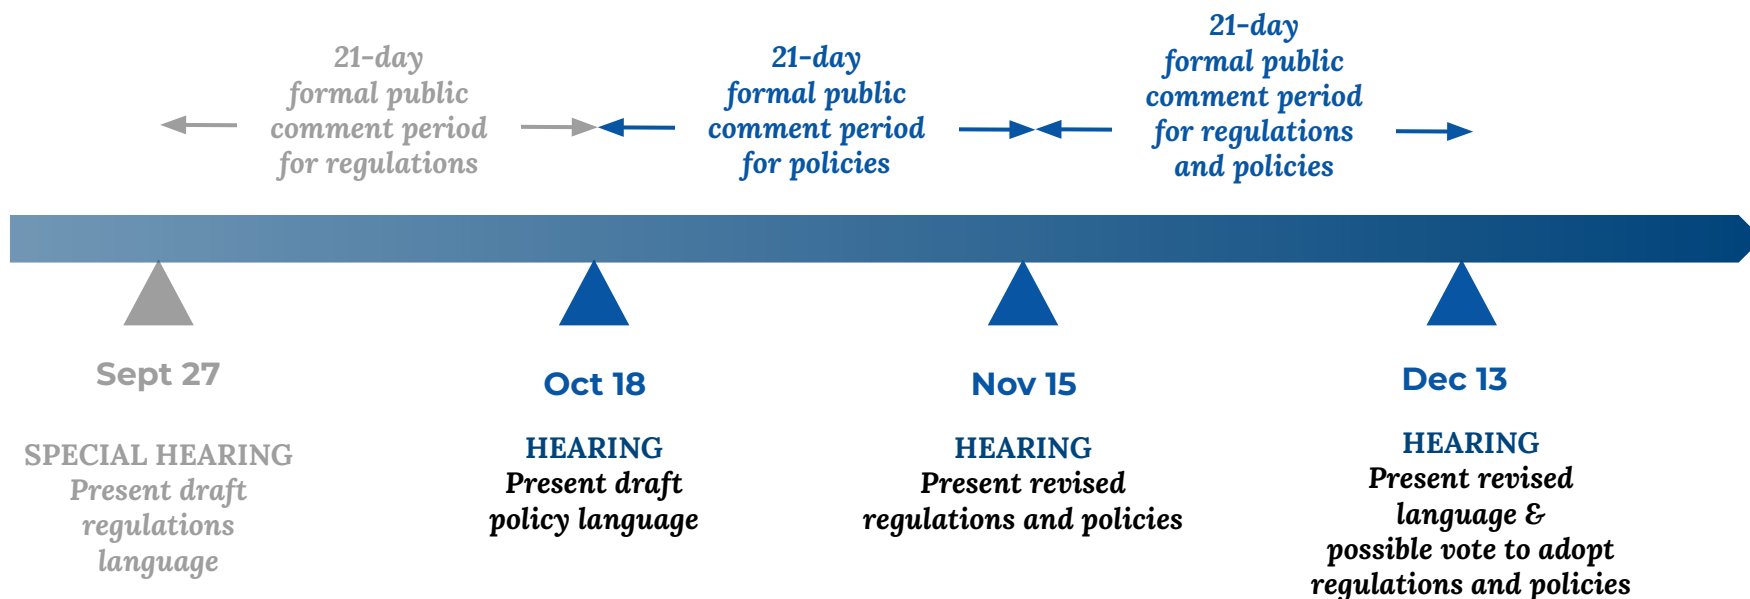 21-day
formal public
comment period
for regulations
21-day
formal public
comment period
for policies
21-day
formal public
comment period
for regulations
and policies
Sept 27
SPECIAL HEARING
Present draft
regulations
language
Oct 18
HEARING
Present draft
policy language
Nov 15
HEARING
Present revised
regulations and policies
Dec 13
HEARING
Present revised
language &
possible vote to adopt
regulations and policies